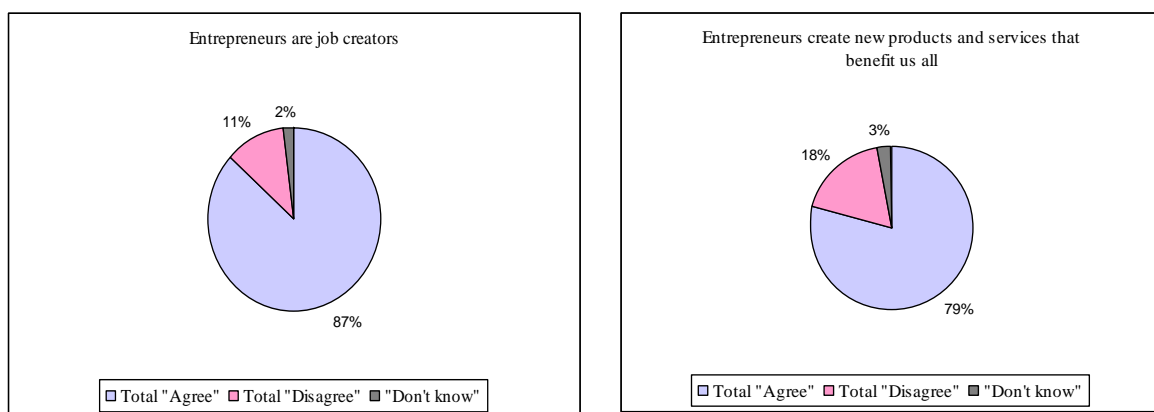 Entrepreneurs are job creators
2%
11%
87%
Total "Agree" Total "Disagree" "Don't know"
Entrepreneurs create new products and services that
benefit us all
3%
18%
79%
Total "Agree" Total "Disagree" "Don't know"